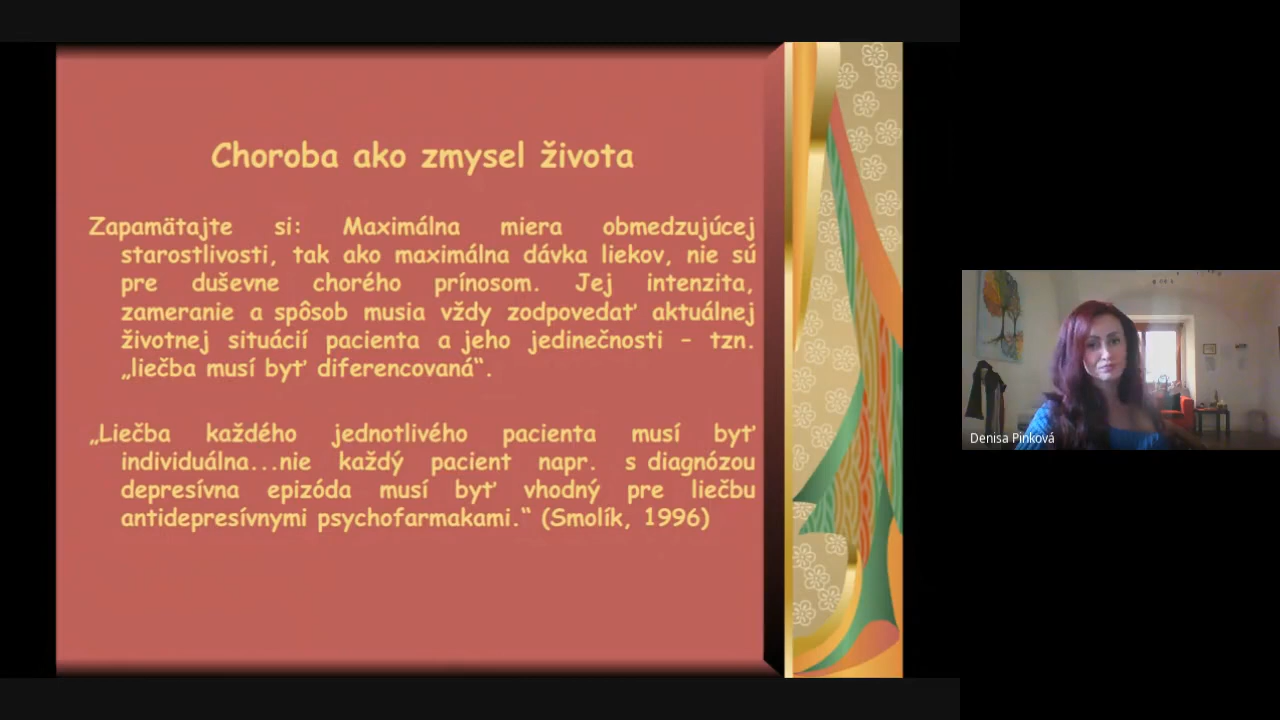 Choroba ako zmysel života
Zapamätajte si: Maximálna miera obmedzujúcej
starostlivosti, tak ako maximálna dávka liekov, nie sú
pre duševne chorého prínosom. Jej intenzita,
zameranie a spôsob musia vždy zodpovedať aktuálnej
životnej situácií pacienta a jeho jedinečnosti – tzn.
„liečba musí byť diferencovaná“.
„Liečba každého jednotlivého pacienta musí byť
individuálna...nie každý pacient napr. s diagnózou
depresívna epizóda musí byť vhodný pre liečbu
antidepresívnymi psychofarmakami.“ (Smolík, 1996)
Denisa Pinková